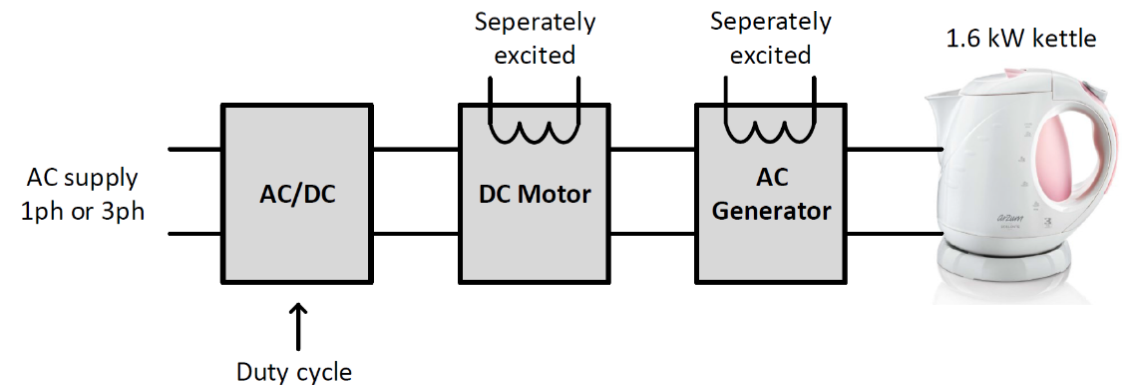 Seperately
excited
Seperately
excited
1.6 kW kettle
AC supply
1ph or 3ph
AC/DC
DC Motor
AC
Generator
Duty cycle